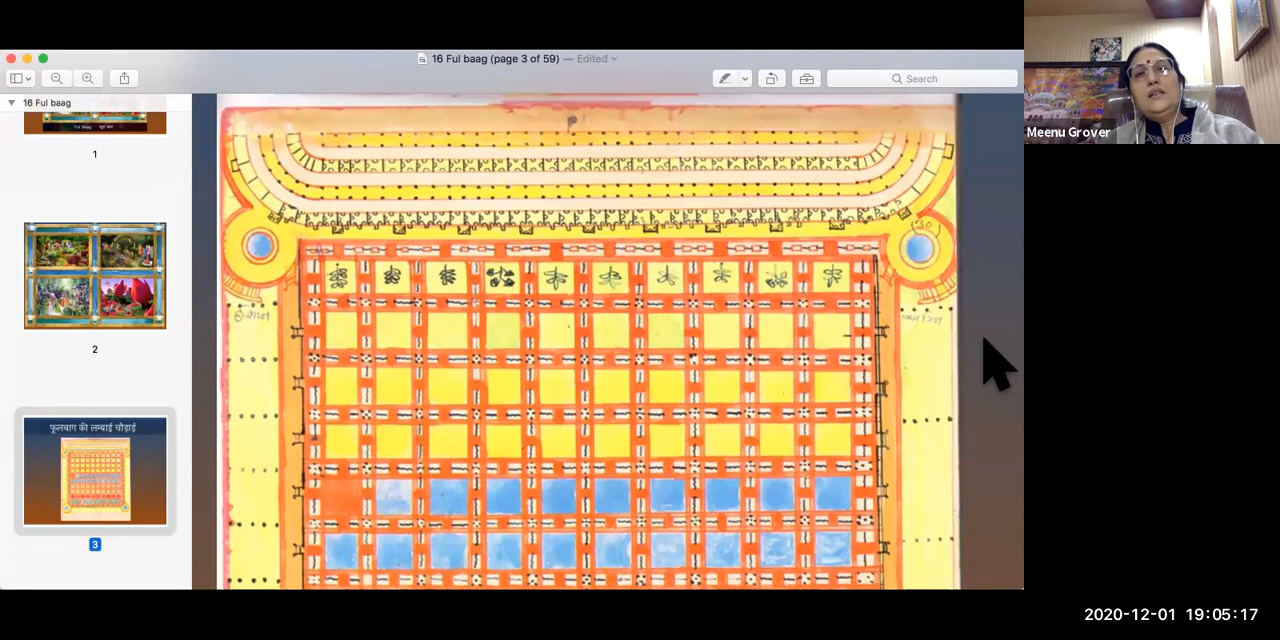 16 Ful baag (page 3 of 59) — Edited
Search
16 Ful baag
Meenu Grover
1
2
फूलबाग की लम्बाई चौड़ाई
3
2020-12-01 19:05:17